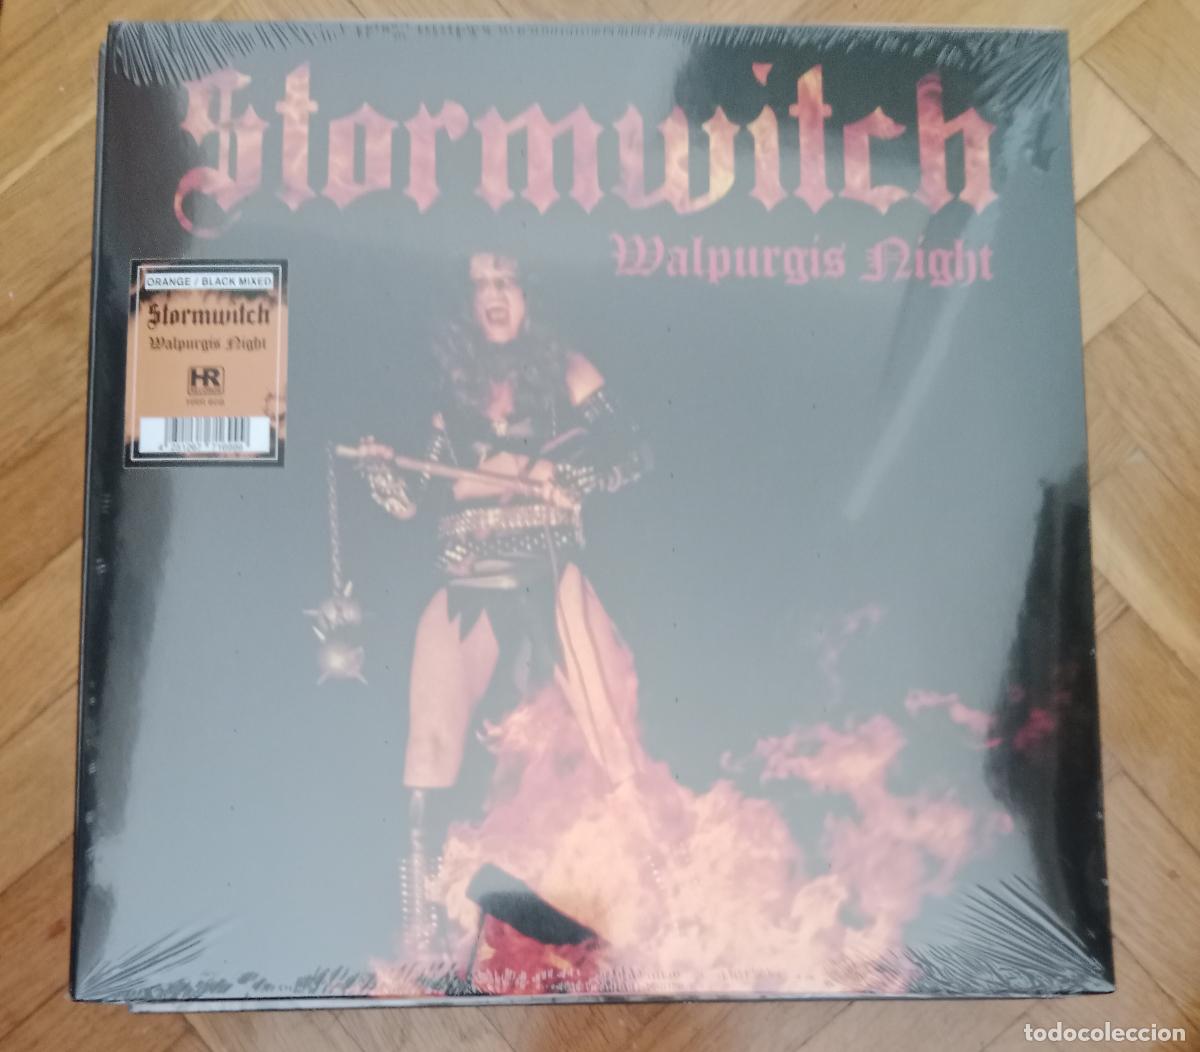 Stormwitch
Walpurgis Night
ORANGE / BLACK MIXED
Stormwitch
Walpurgis Night
HR
todocoleccion